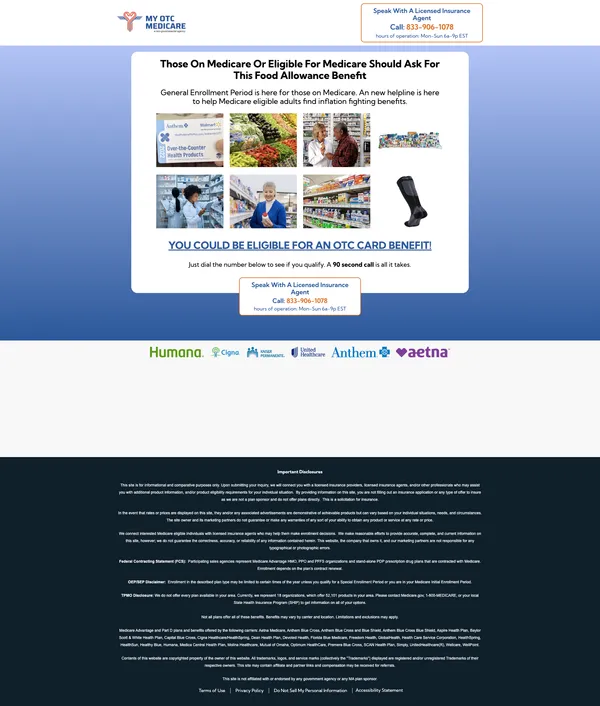 MY OTC
MEDICARE
a non-government agency
Speak With A Licensed Insurance
Agent
Call: 833-906-1078
hours of operation: Mon-Sun 6a-9p EST
Those On Medicare Or Eligible For Medicare Should Ask For
This Food Allowance Benefit
General Enrollment Period is here for those on Medicare. An new helpline is here
to help Medicare eligible adults find inflation fighting benefits.
Anthem
Walmart
Over-the-Counter
Health Products
YOU COULD BE ELIGIBLE FOR AN OTC CARD BENEFIT!
Just dial the number below to see if you qualify. A 90 second call is all it takes.
Speak With A Licensed Insurance
Agent
Call: 833-906-1078
hours of operation: Mon-Sun 6a-9p EST
Humana. Cigna KAISER PERMANENTE. United Healthcare Anthem aetna
Important Disclosures
This site is for informational and comparative purposes only. Upon submitting your inquiry, we will connect you with a licensed insurance providers, licensed insurance agents, and/or other professionals who may assist
you with additional product information, and/or product eligibility requirements for your individual situation. By providing information on this site, you are not filling out an insurance application or any type of offer to insure
as we are not a plan sponsor and do not offer plans directly. This is a solicitation for insurance.
In the event that rates or prices are displayed on this site, they and/or any associated advertisements are demonstrative of achievable products but can vary based on your individual situations, needs, and circumstances.
The site owner and its marketing partners do not guarantee or make any warranties of any sort of your ability to obtain any product or service at any rate or price.
We connect interested Medicare eligible individuals with licensed insurance agents who may help them make enrollment decisions. We make reasonable efforts to provide accurate, complete, and current information on
this site, however; we do not guarantee the correctness, accuracy, or reliability of any information contained herein. This website, the company that owns it, and our marketing partners are not responsible for any
typographical or photographic errors.
Federal Contracting Statement (FCS): Participating sales agencies represent Medicare Advantage HMO, PPO and PFFS organizations and stand-alone PDP prescription drug plans that are contracted with Medicare.
Enrollment depends on the plan's contract renewal.
OEP/SEP Disclaimer: Enrollment in the described plan type may be limited to certain times of the year unless you qualify for a Special Enrollment Period or you are in your Medicare Initial Enrollment Period.
TPMO Disclosure: We do not offer every plan available in your area. Currently, we represent 18 organizations, which offer 52,101 products in your area. Please contact Medicare.gov, 1-800-MEDICARE, or your local
State Health Insurance Program (SHIP) to get information on all of your options.
Not all plans offer all of these benefits. Benefits may vary by carrier and location. Limitations and exclusions may apply.
Medicare Advantage and Part D plans and benefits offered by the following carriers: Aetna Medicare, Anthem Blue Cross, Anthem Blue Cross and Blue Shield, Aspire Health Plan, Baylor
Scott & White Health Plan, Capital Blue Cross, Cigna Healthcare/HealthSpring, Dean Health Plan, Devoted Health, Florida Blue Medicare, Freedom Health, GlobalHealth, Health Care Service Corporation, HealthSpring,
HealthSun, Healthy Blue, Humana, Medica Central Health Plan, Molina Healthcare, Mutual of Omaha, Optimum HealthCare, Premera Blue Cross, SCAN Health Plan, Simply, UnitedHealthcare(R), Wellcare, WellPoint.
Contents of this website are copyrighted property of the owner of this website. All trademarks, logos, and service marks (collectively the "Trademarks") displayed are registered and/or unregistered Trademarks of their
respective owners. This site may contain affiliate and partner links and compensation may be received for referrals.
This site is not affiliated with or endorsed by any government agency or any MA plan sponsor.
Terms of Use | Privacy Policy | Do Not Sell My Personal Information | Accessibility Statement